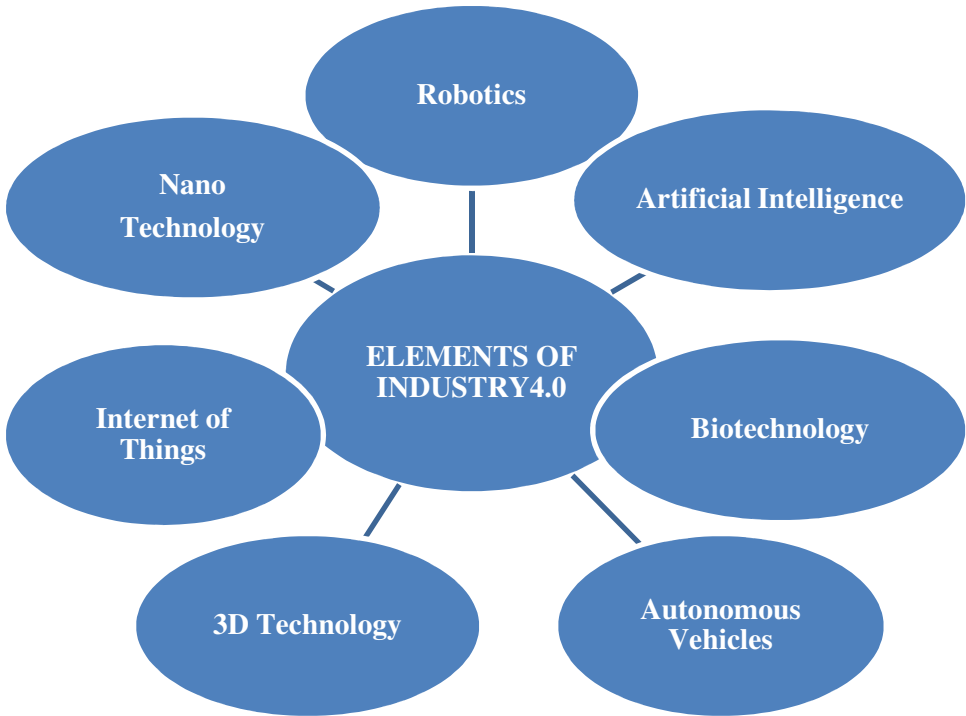 Robotics
Nano
Technology
Artificial Intelligence
ELEMENTS OF
INDUSTRY4.0
Internet of
Things
Biotechnology
3D Technology
Autonomous
Vehicles